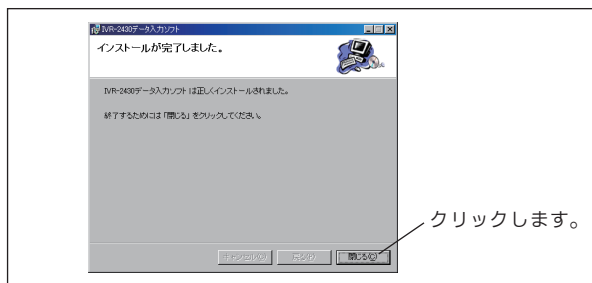 IVR-2430データ入力ソフト
インストールが完了しました。
IVR-2430データ入力ソフト は正しくインストールされました。
終了するためには「閉じる」をクリックしてください。
クリックします。
キャンセル(C) 戻る(P) 閉じる(C)